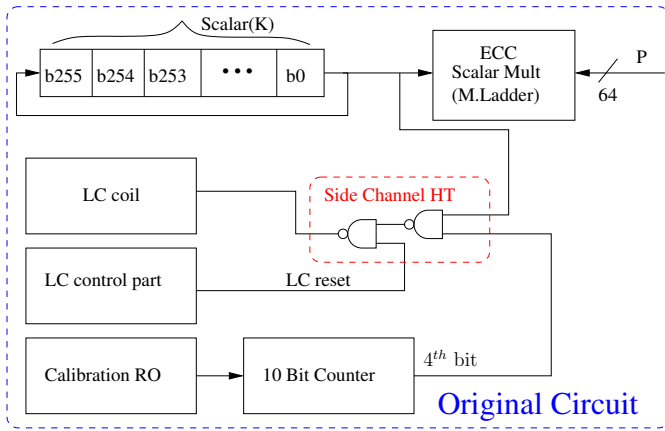 Scalar(K)
b255 b254 b253 ••• b0
ECC
Scalar Mult
(M.Ladder)
P
64
LC coil
Side Channel HT
LC control part
LC reset
Calibration RO
10 Bit Counter
4th bit
Original Circuit